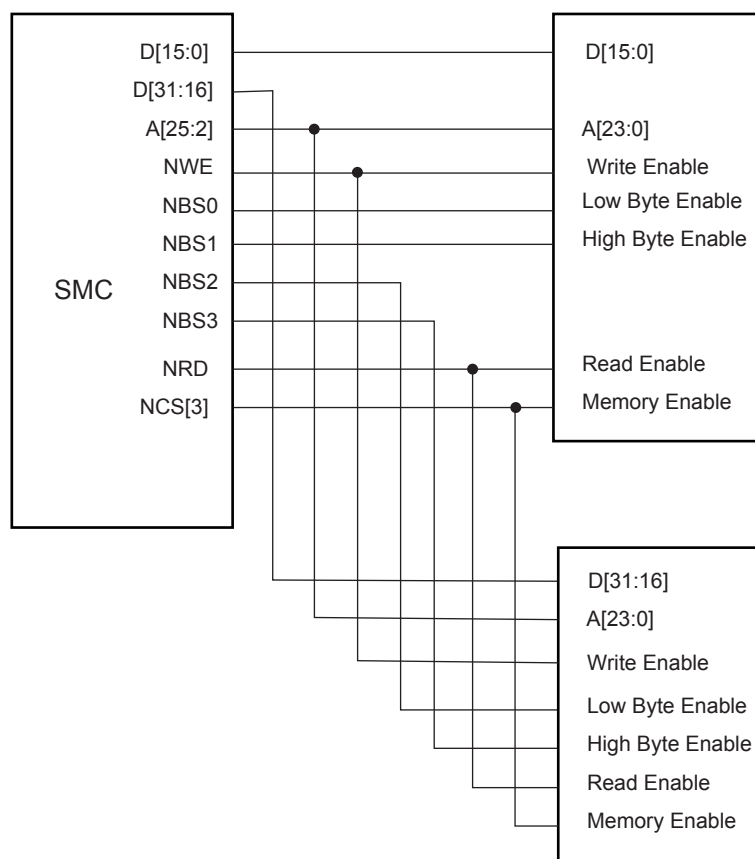 SMC
D[15:0]
D[31:16]
A[25:2]
NWE
NBS0
NBS1
NBS2
NBS3
NRD
NCS[3]
D[15:0]
A[23:0]
Write Enable
Low Byte Enable
High Byte Enable
Read Enable
Memory Enable
D[31:16]
A[23:0]
Write Enable
Low Byte Enable
High Byte Enable
Read Enable
Memory Enable